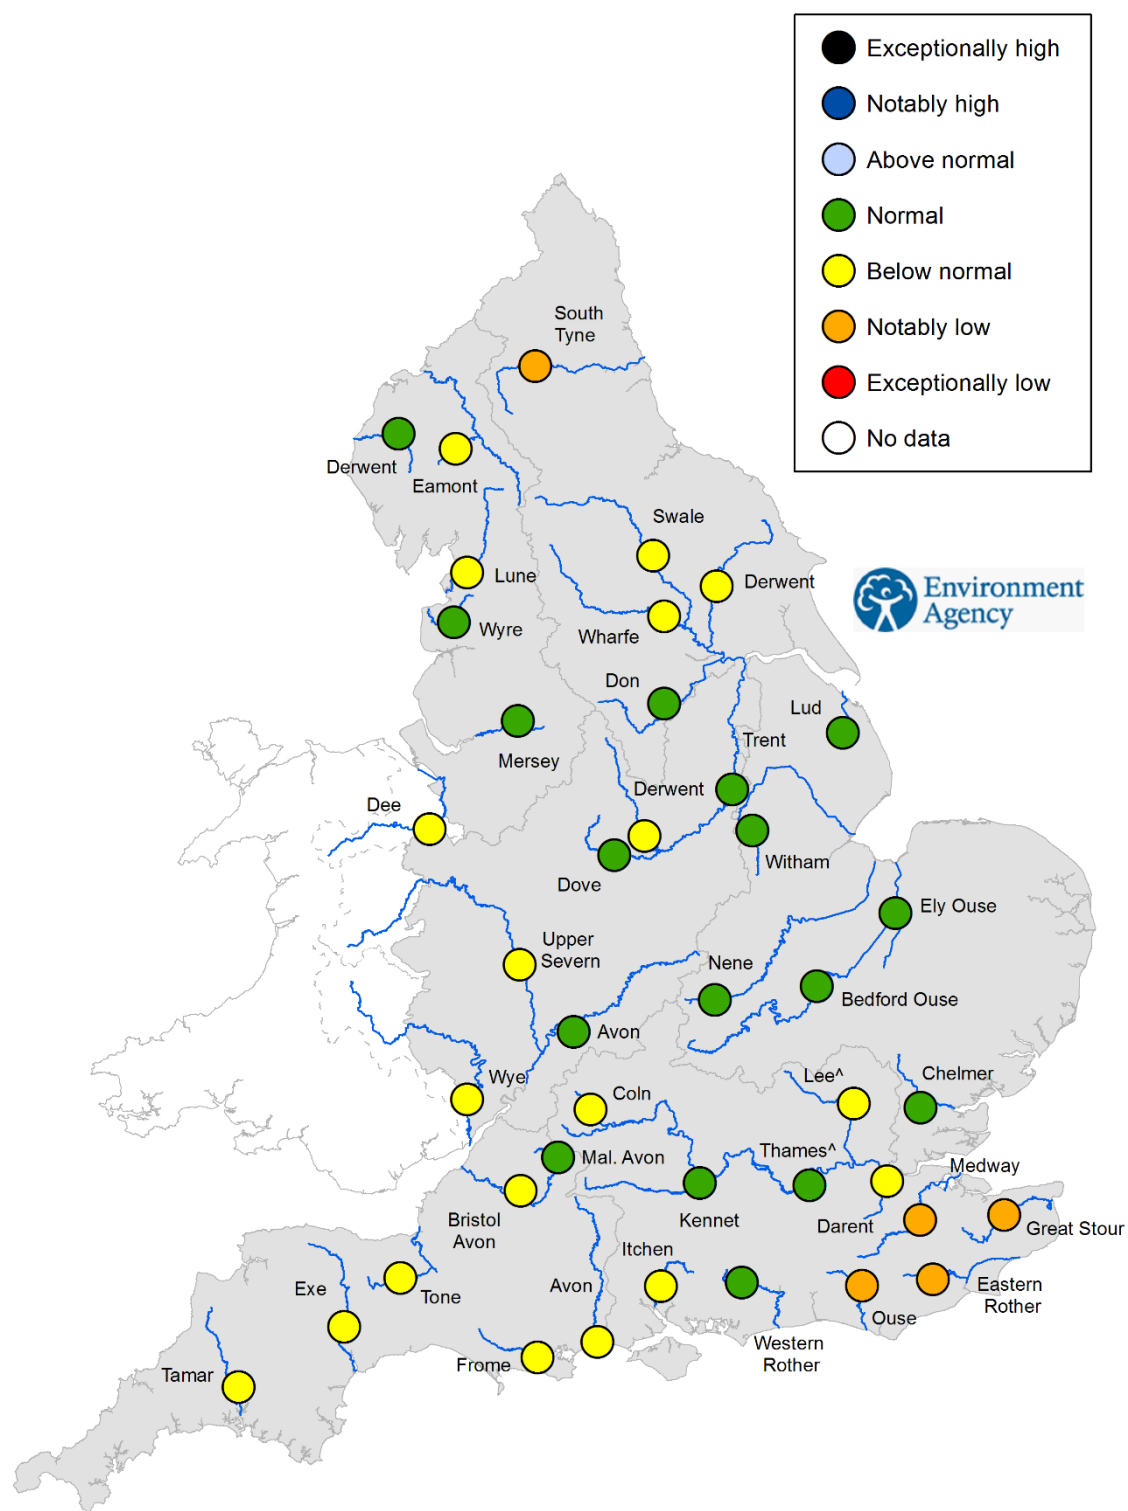 Exceptionally high
Notably high
Above normal
Normal
Below normal
Notably low
Exceptionally low
No data
South
Tyne
Derwent
Eamont
Swale
Lune
Derwent
Environment
Agency
Wyre
Wharfe
Don
Lud
Mersey
Trent
Derwent
Dee
Witham
Dove
Ely Ouse
Upper
Severn
Nene
Bedford Ouse
Avon
Wye
Coln
Lee^
Chelmer
Mal. Avon
Thames^
Medway
Bristol
Avon
Kennet
Darent
Great Stour
Itchen
Exe
Tone
Avon
Eastern
Rother
Ouse
Western
Rother
Frome
Tamar